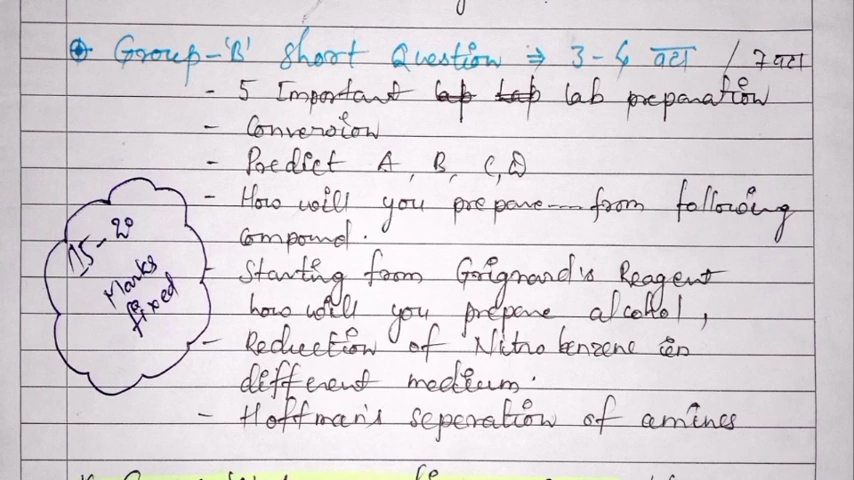 Group-'B' Short Question ⇒ 3-4 वटा / 7 वटा
- 5 Important lab preparation
- Conversion
- Predict A, B, C, D
- How will you prepare---- from following
compound.
- Starting from Grignard's Reagent
how will you prepare alcohol,
- Reduction of Nitrobenzene in
different medium.
- Hoffman's seperation of amines
15-20
Marks
fixed